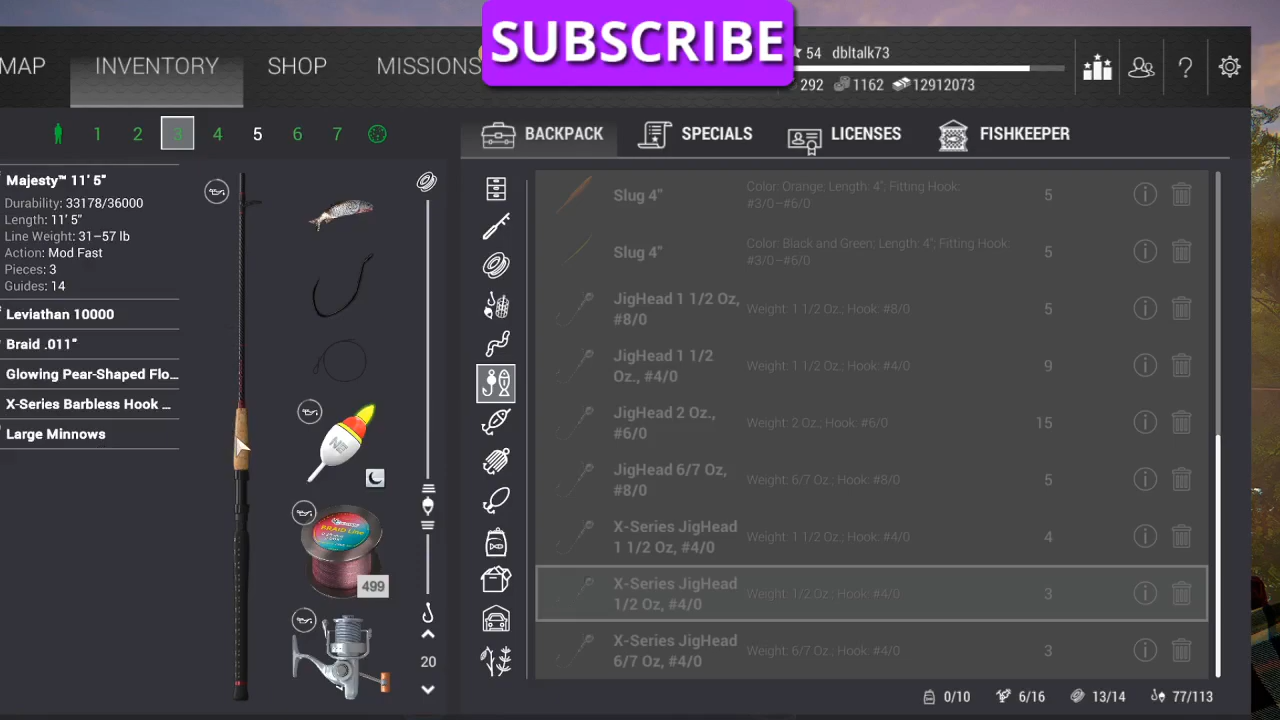 SUBSCRIBE
MAP INVENTORY SHOP MISSIONS
54 dbltalk73
292 1162 12912073
?
1 2 3 4 5 6 7
BACKPACK SPECIALS LICENSES FISHKEEPER
Majesty™ 11' 5"
Durability: 33178/36000
Length: 11' 5"
Line Weight: 31–57 lb
Action: Mod Fast
Pieces: 3
Guides: 14
Leviathan 10000
Braid .011"
Glowing Pear-Shaped Flo...
X-Series Barbless Hook ...
Large Minnows
BRAID LINE
499
20
Slug 4"
Color: Orange; Length: 4", Fitting Hook:
#3/0–#6/0
5
Slug 4"
Color: Black and Green; Length: 4", Fitting Hook:
#3/0–#6/0
5
JigHead 1 1/2 Oz,
#8/0
Weight: 1 1/2 Oz.; Hook: #8/0
5
JigHead 1 1/2
Oz., #4/0
Weight: 1 1/2 Oz.; Hook: #4/0
9
JigHead 2 Oz.,
#6/0
Weight: 2 Oz.; Hook: #6/0
15
JigHead 6/7 Oz,
#8/0
Weight: 6/7 Oz.; Hook: #8/0
5
X-Series JigHead
1 1/2 Oz, #4/0
Weight: 1 1/2 Oz.; Hook: #4/0
4
X-Series JigHead
1/2 Oz, #4/0
Weight: 1/2 Oz.; Hook: #4/0
3
X-Series JigHead
6/7 Oz, #4/0
Weight: 6/7 Oz.; Hook: #4/0
3
0/10 6/16 13/14 77/113